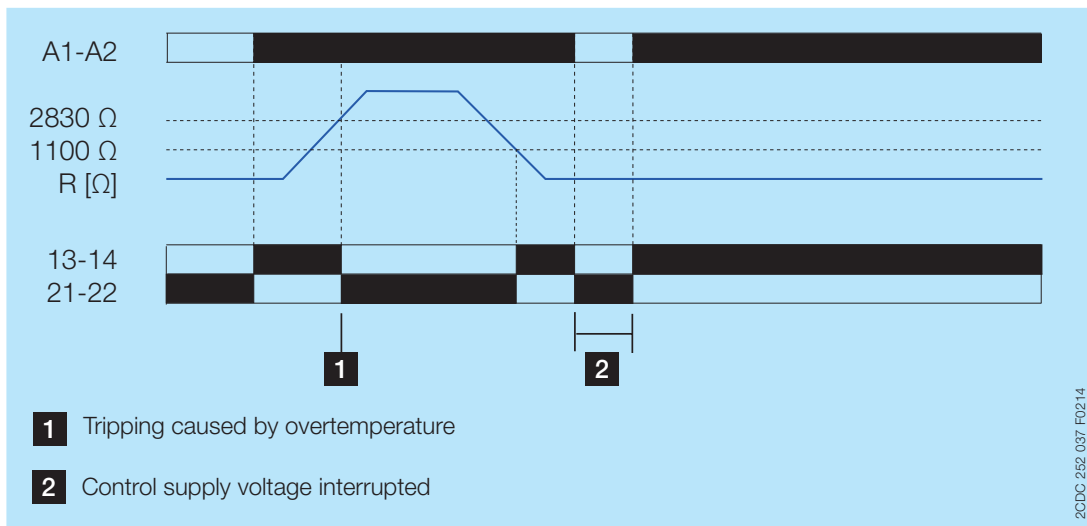 A1-A2
2830 Ω
1100 Ω
R [Ω]
13-14
21-22
1
2
1 Tripping caused by overtemperature
2 Control supply voltage interrupted
2CDC 252 037 F0214